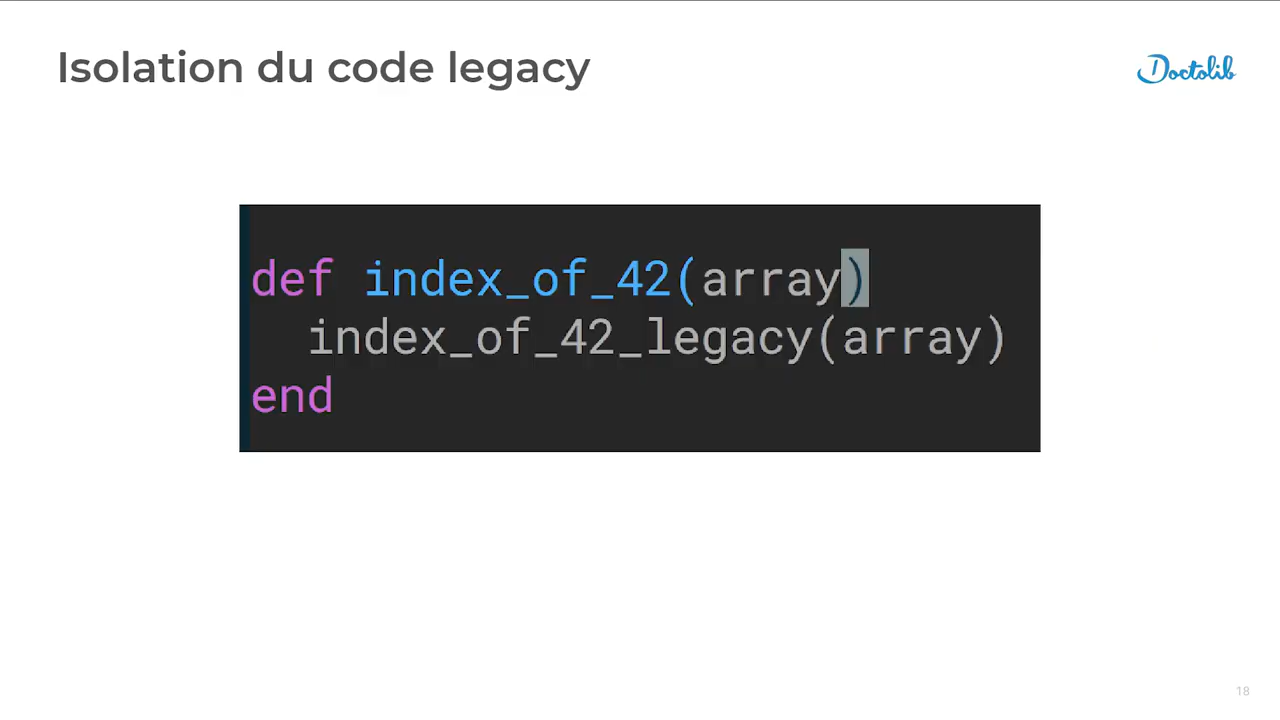 Isolation du code legacy
Doctolib
def index_of_42(array)
index_of_42_legacy(array)
end
18